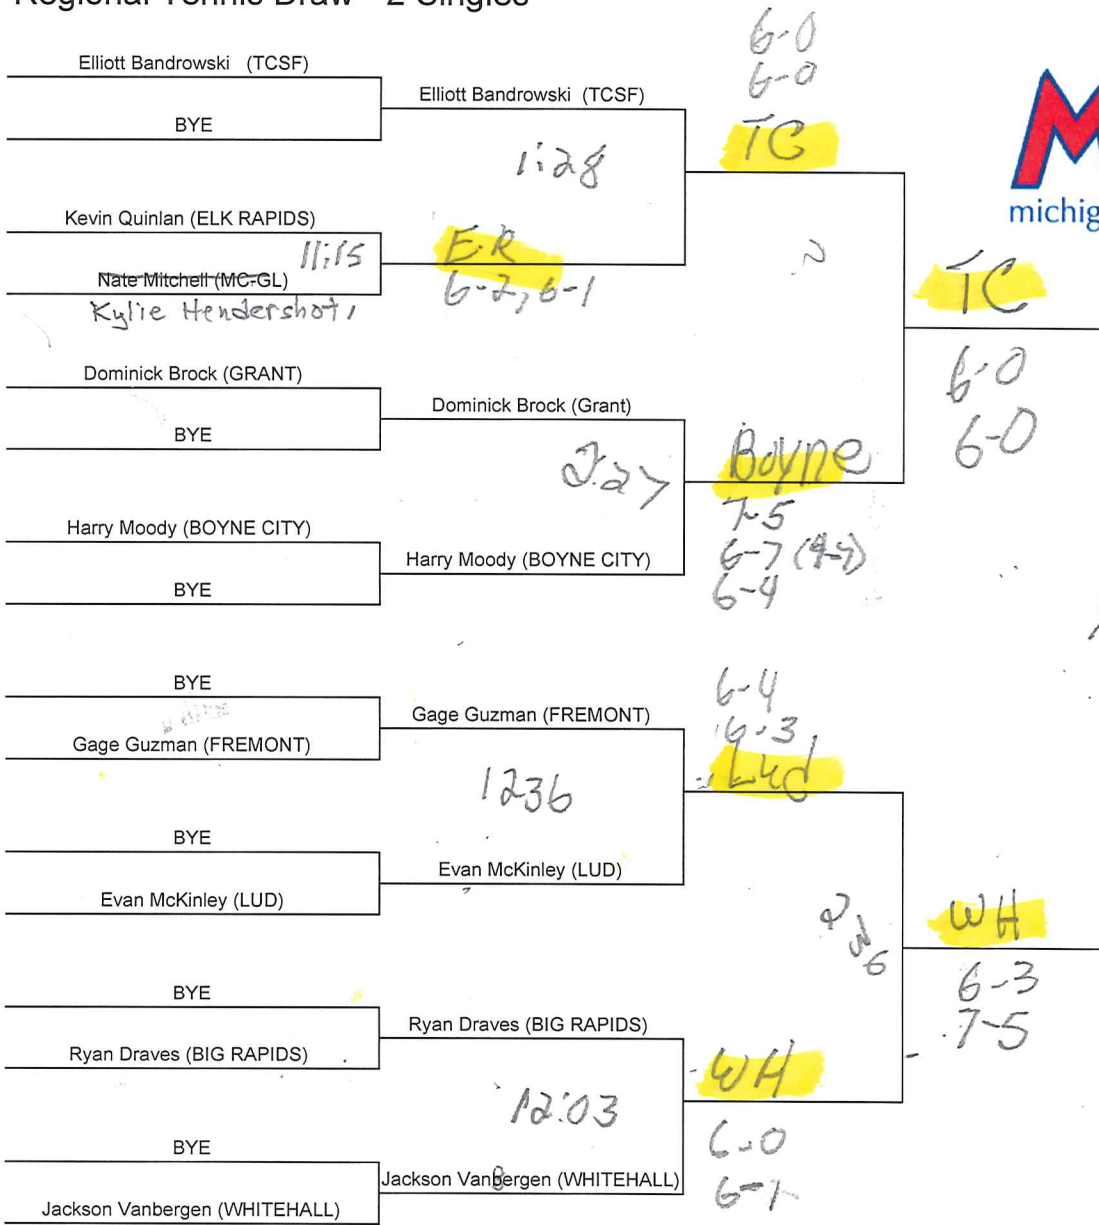 Regional Tennis Draw - 2 Singles
Elliott Bandrowski (TCSF)
BYE
Kevin Quinlan (ELK RAPIDS)
11:15
Nate Mitchell (MC-GL)
Kylie Hendershot,
Dominick Brock (GRANT)
BYE
Harry Moody (BOYNE CITY)
BYE
BYE
Gage Guzman (FREMONT)
BYE
Evan McKinley (LUD)
BYE
Ryan Draves (BIG RAPIDS)
BYE
Jackson Vanbergen (WHITEHALL)
Elliott Bandrowski (TCSF)
1:28
E.R
6-2, 6-1
Dominick Brock (Grant)
2:27
Harry Moody (BOYNE CITY)
Gage Guzman (FREMONT)
1236
Evan McKinley (LUD)
Ryan Draves (BIG RAPIDS)
12:03
Jackson Vanbergen (WHITEHALL)
6-0
6-0
TC
Boyne
7-5
6-7
6-4
6-4
6-3
Lud
236
WH
6-0
6-1
michig
TC
6-0
6-0
WH
6-3
7-5